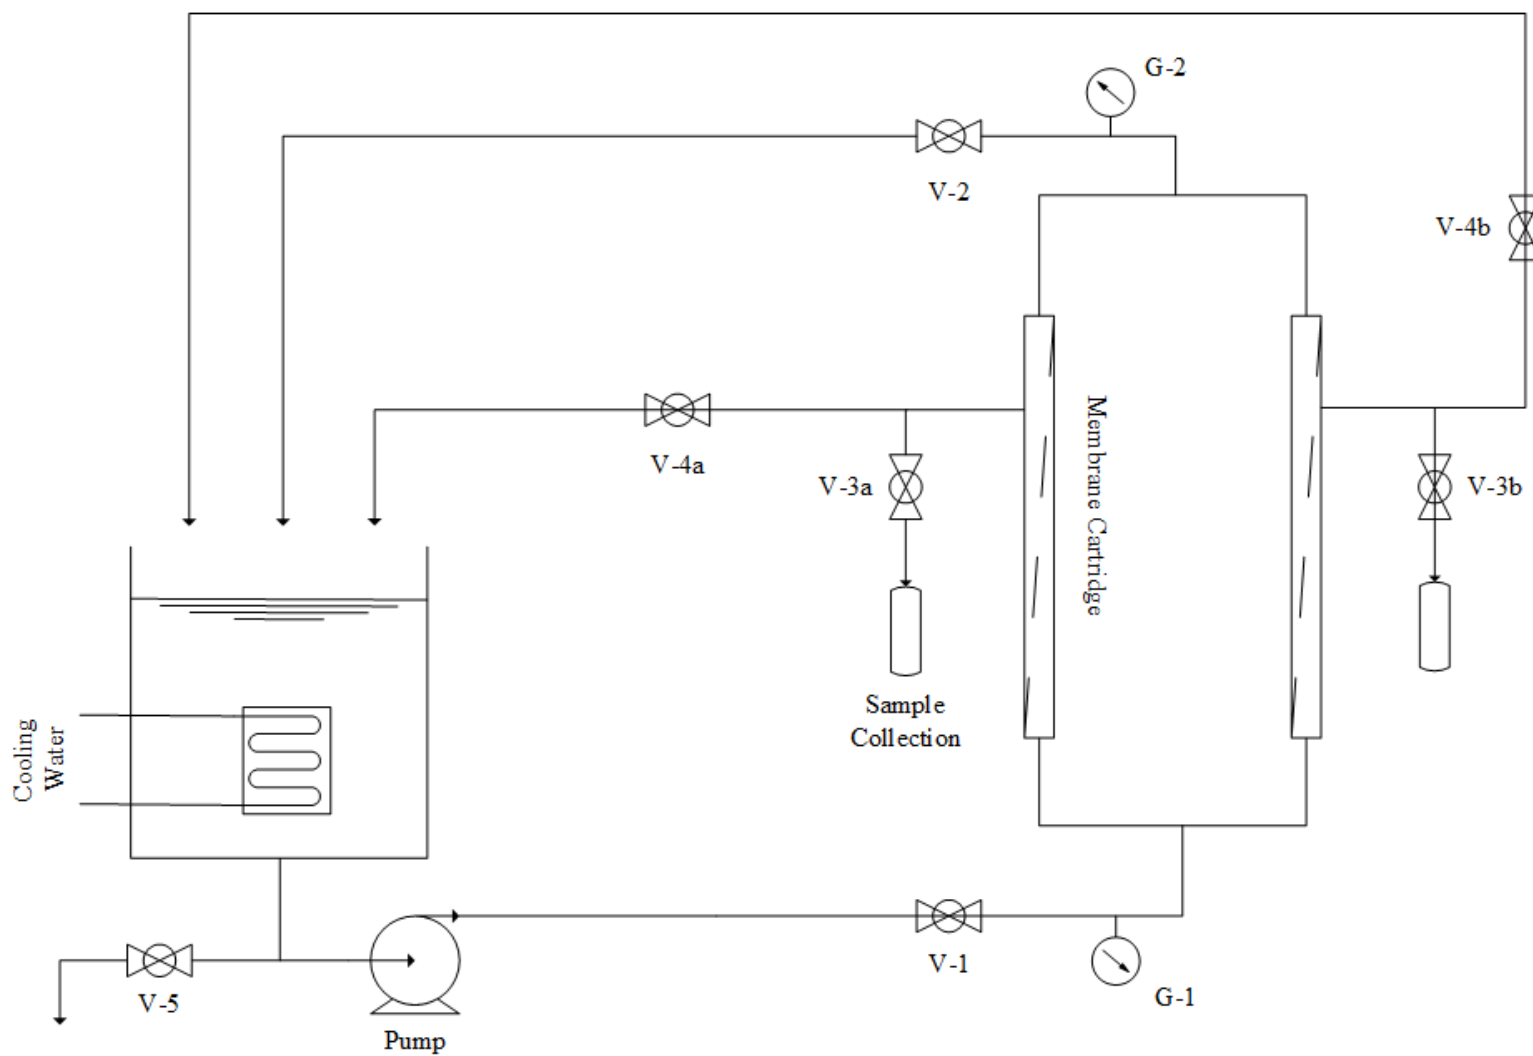 G-2
V-2
V-4b
V-4a
V-3a
V-3b
Membrane Cartridge
Sample
Collection
Cooling
Water
V-1
G-1
V-5
Pump